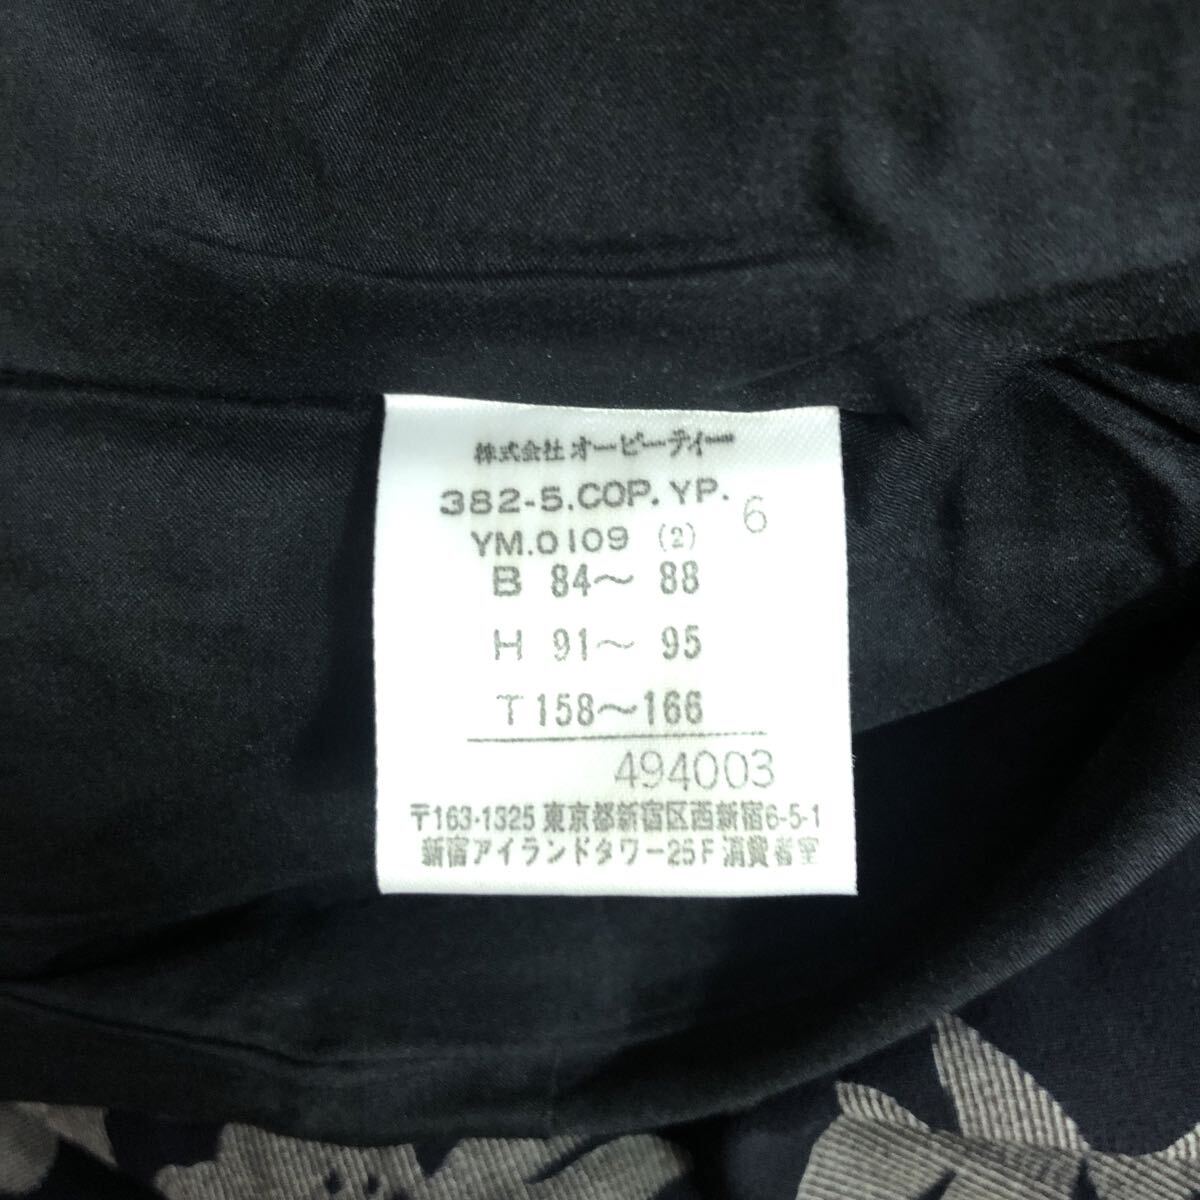 株式会社オーピーティー
382-5.COP.YP.
6
YM.0109 (2)
B 84～ 88
H 91～ 95
T 158～166
494003
〒163-1325 東京都新宿区西新宿6-5-1
新宿アイランドタワー25F 消費者室